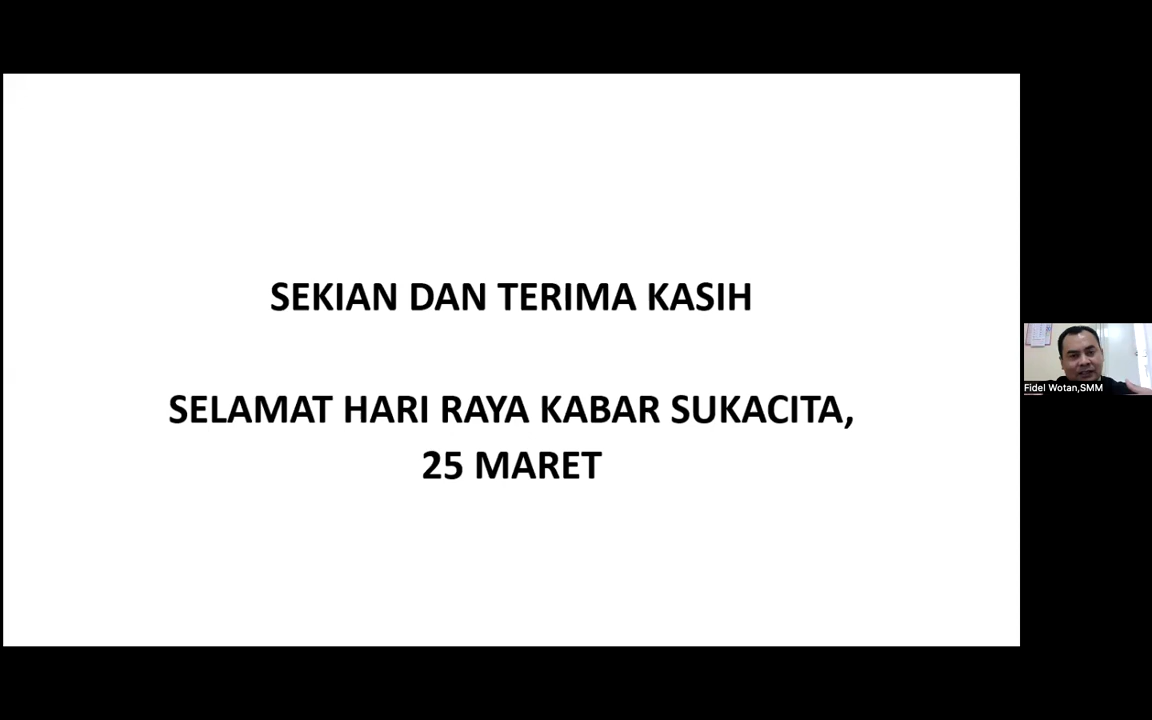 SEKIAN DAN TERIMA KASIH
SELAMAT HARI RAYA KABAR SUKACITA,
25 MARET
Fidel Wotan,SMM